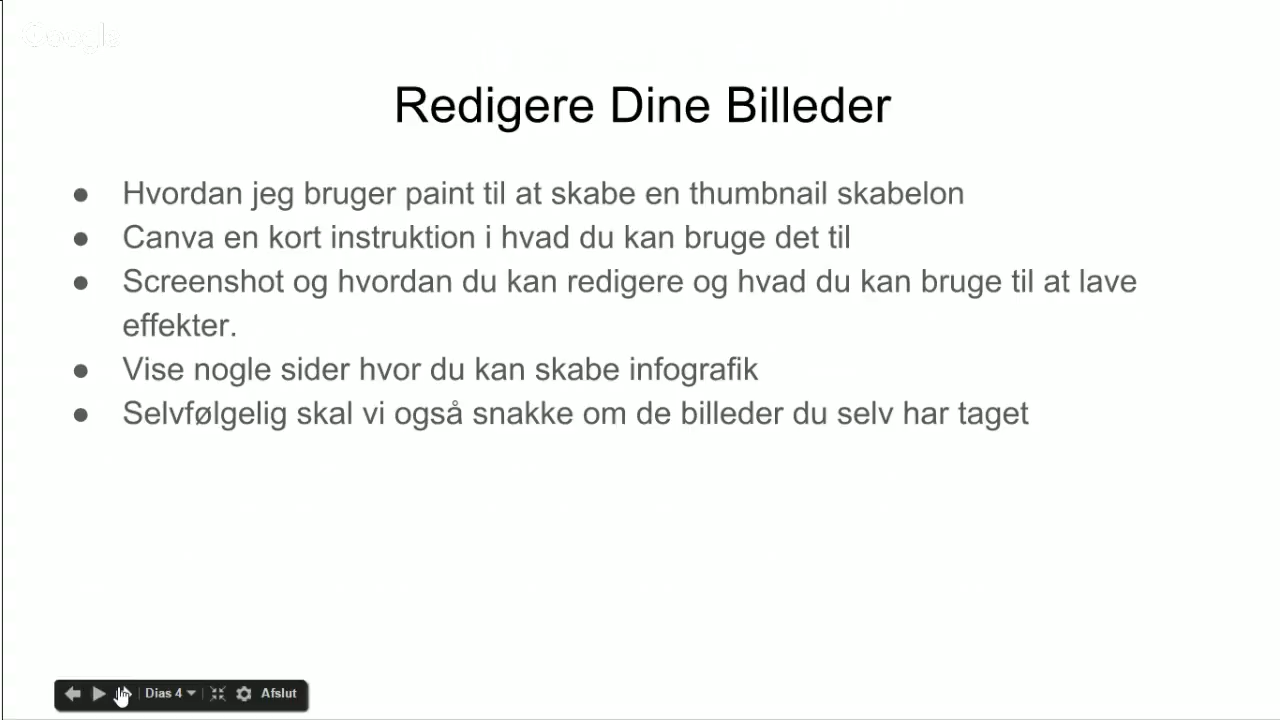 Google
Redigere Dine Billeder
● Hvordan jeg bruger paint til at skabe en thumbnail skabelon
● Canva en kort instruktion i hvad du kan bruge det til
● Screenshot og hvordan du kan redigere og hvad du kan bruge til at lave
effekter.
● Vise nogle sider hvor du kan skabe infografik
● Selvfølgelig skal vi også snakke om de billeder du selv har taget
Dias 4 Afslut